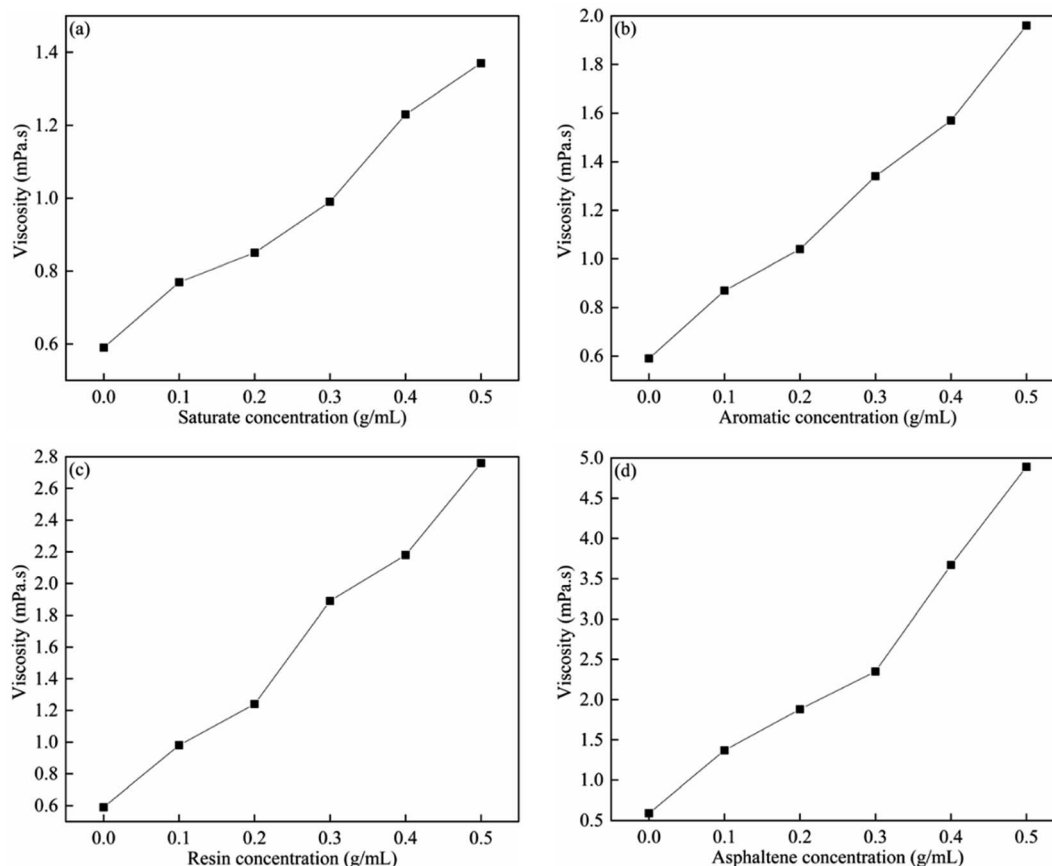 (a)
1.4
1.2
1.0
0.8
0.6
Viscosity (mPa.s)
0.0 0.1 0.2 0.3 0.4 0.5
Saturate concentration (g/mL)
(b)
2.0
1.8
1.6
1.4
1.2
1.0
0.8
0.6
Viscosity (mPa.s)
0.0 0.1 0.2 0.3 0.4 0.5
Aromatic concentration (g/mL)
(c)
2.8
2.6
2.4
2.2
2.0
1.8
1.6
1.4
1.2
1.0
0.8
0.6
Viscosity (mPa.s)
0.0 0.1 0.2 0.3 0.4 0.5
Resin concentration (g/mL)
(d)
5.0
4.5
4.0
3.5
3.0
2.5
2.0
1.5
1.0
0.5
Viscosity (mPa.s)
0.0 0.1 0.2 0.3 0.4 0.5
Asphaltene concentration (g/mL)